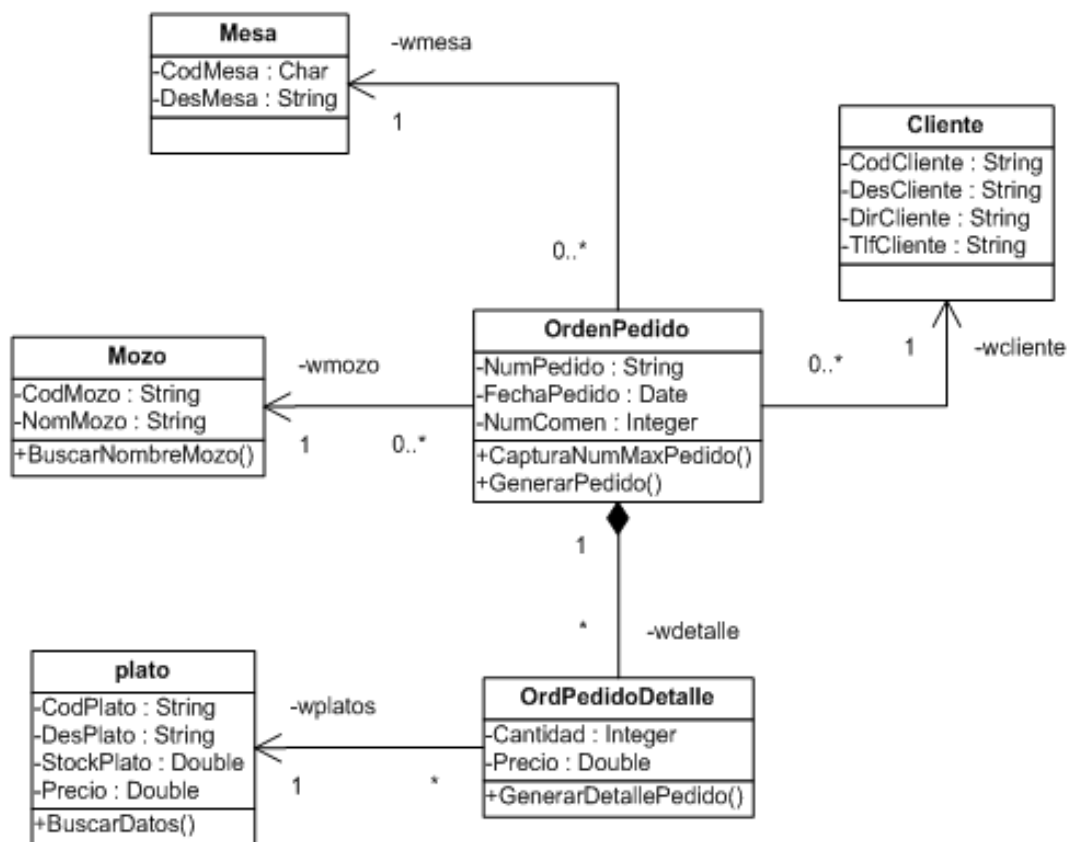 Mesa
-CodMesa : Char
-DesMesa : String
-wmesa
1
0..*
Cliente
-CodCliente : String
-DesCliente : String
-DirCliente : String
-TlfCliente : String
1
-wcliente
0..*
Mozo
-CodMozo : String
-NomMozo : String
+BuscarNombreMozo()
-wmozo
1
0..*
OrdenPedido
-NumPedido : String
-FechaPedido : Date
-NumComen : Integer
+CapturaNumMaxPedido()
+GenerarPedido()
1
*
-wdetalle
plato
-CodPlato : String
-DesPlato : String
-StockPlato : Double
-Precio : Double
+BuscarDatos()
-wplatos
1
*
OrdPedidoDetalle
-Cantidad : Integer
-Precio : Double
+GenerarDetallePedido()